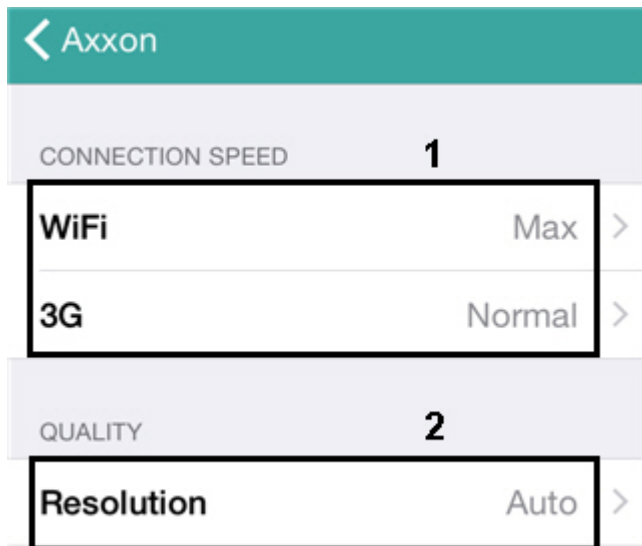 Axxon
CONNECTION SPEED 1
WiFi Max
3G Normal
QUALITY 2
Resolution Auto